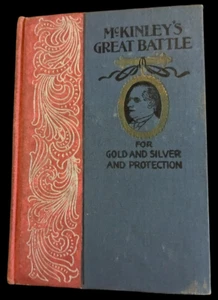 McKINLEY'S
GREAT BATTLE
FOR
GOLD AND SILVER
AND PROTECTION